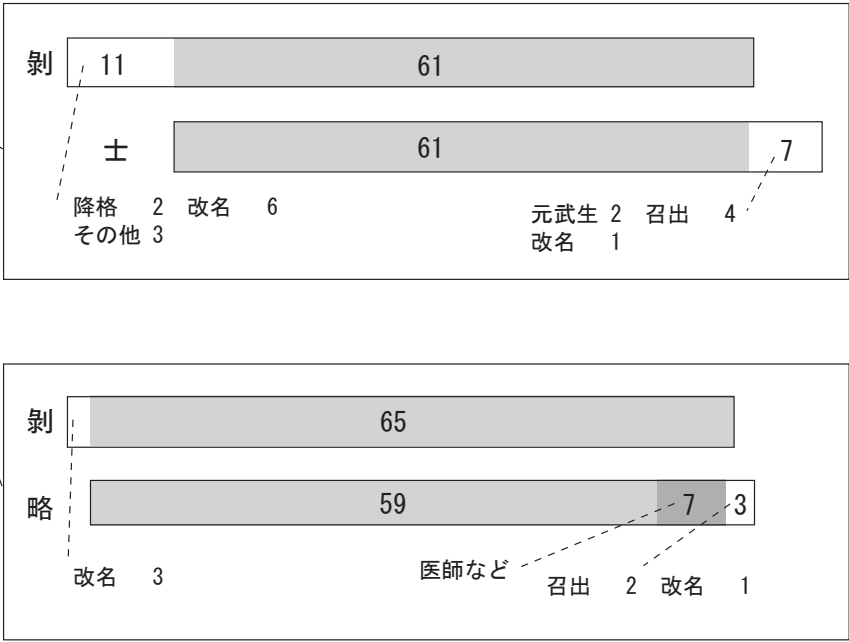 剝 11 61
士 61 7
降格 2 改名 6
その他 3
元武生 2 召出 4
改名 1
剝 65
略 59 7 3
改名 3
医師など
召出 2 改名 1